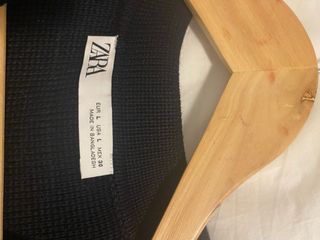 ZARA
EUR L USA L MEX 30
MADE IN BANGLADESH